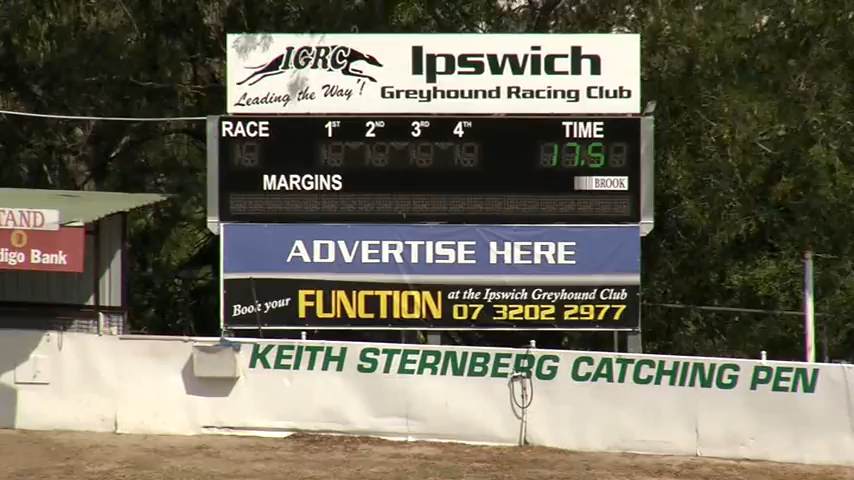 IGRC
Leading the Way'!
Ipswich
Greyhound Racing Club
RACE 1ST 2ND 3RD 4TH TIME
17.5
MARGINS
BROOK
TAND
digo Bank
ADVERTISE HERE
Book your FUNCTION at the Ipswich Greyhound Club
07 3202 2977
KEITH STERNBERG CATCHING PEN